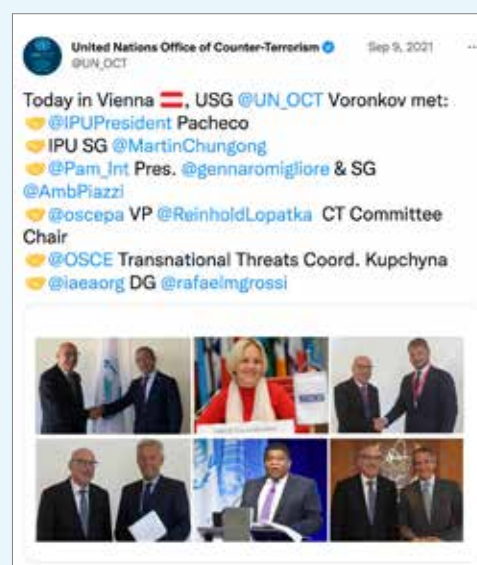 United Nations Office of Counter-Terrorism Sep 9, 2021 ...
@UN_OCT
Today in Vienna 🇦🇹, USG @UN_OCT Voronkov met:
🤝@IPUPresident Pacheco
🤝IPU SG @MartinChungong
🤝@Pam_Int Pres. @gennaromigliore & SG
@AmbPiazzi
🤝@oscepa VP @ReinholdLopatka CT Committee
Chair
🤝@OSCE Transnational Threats Coord. Kupchyna
🤝@iaeaorg DG @rafaelmgrossi